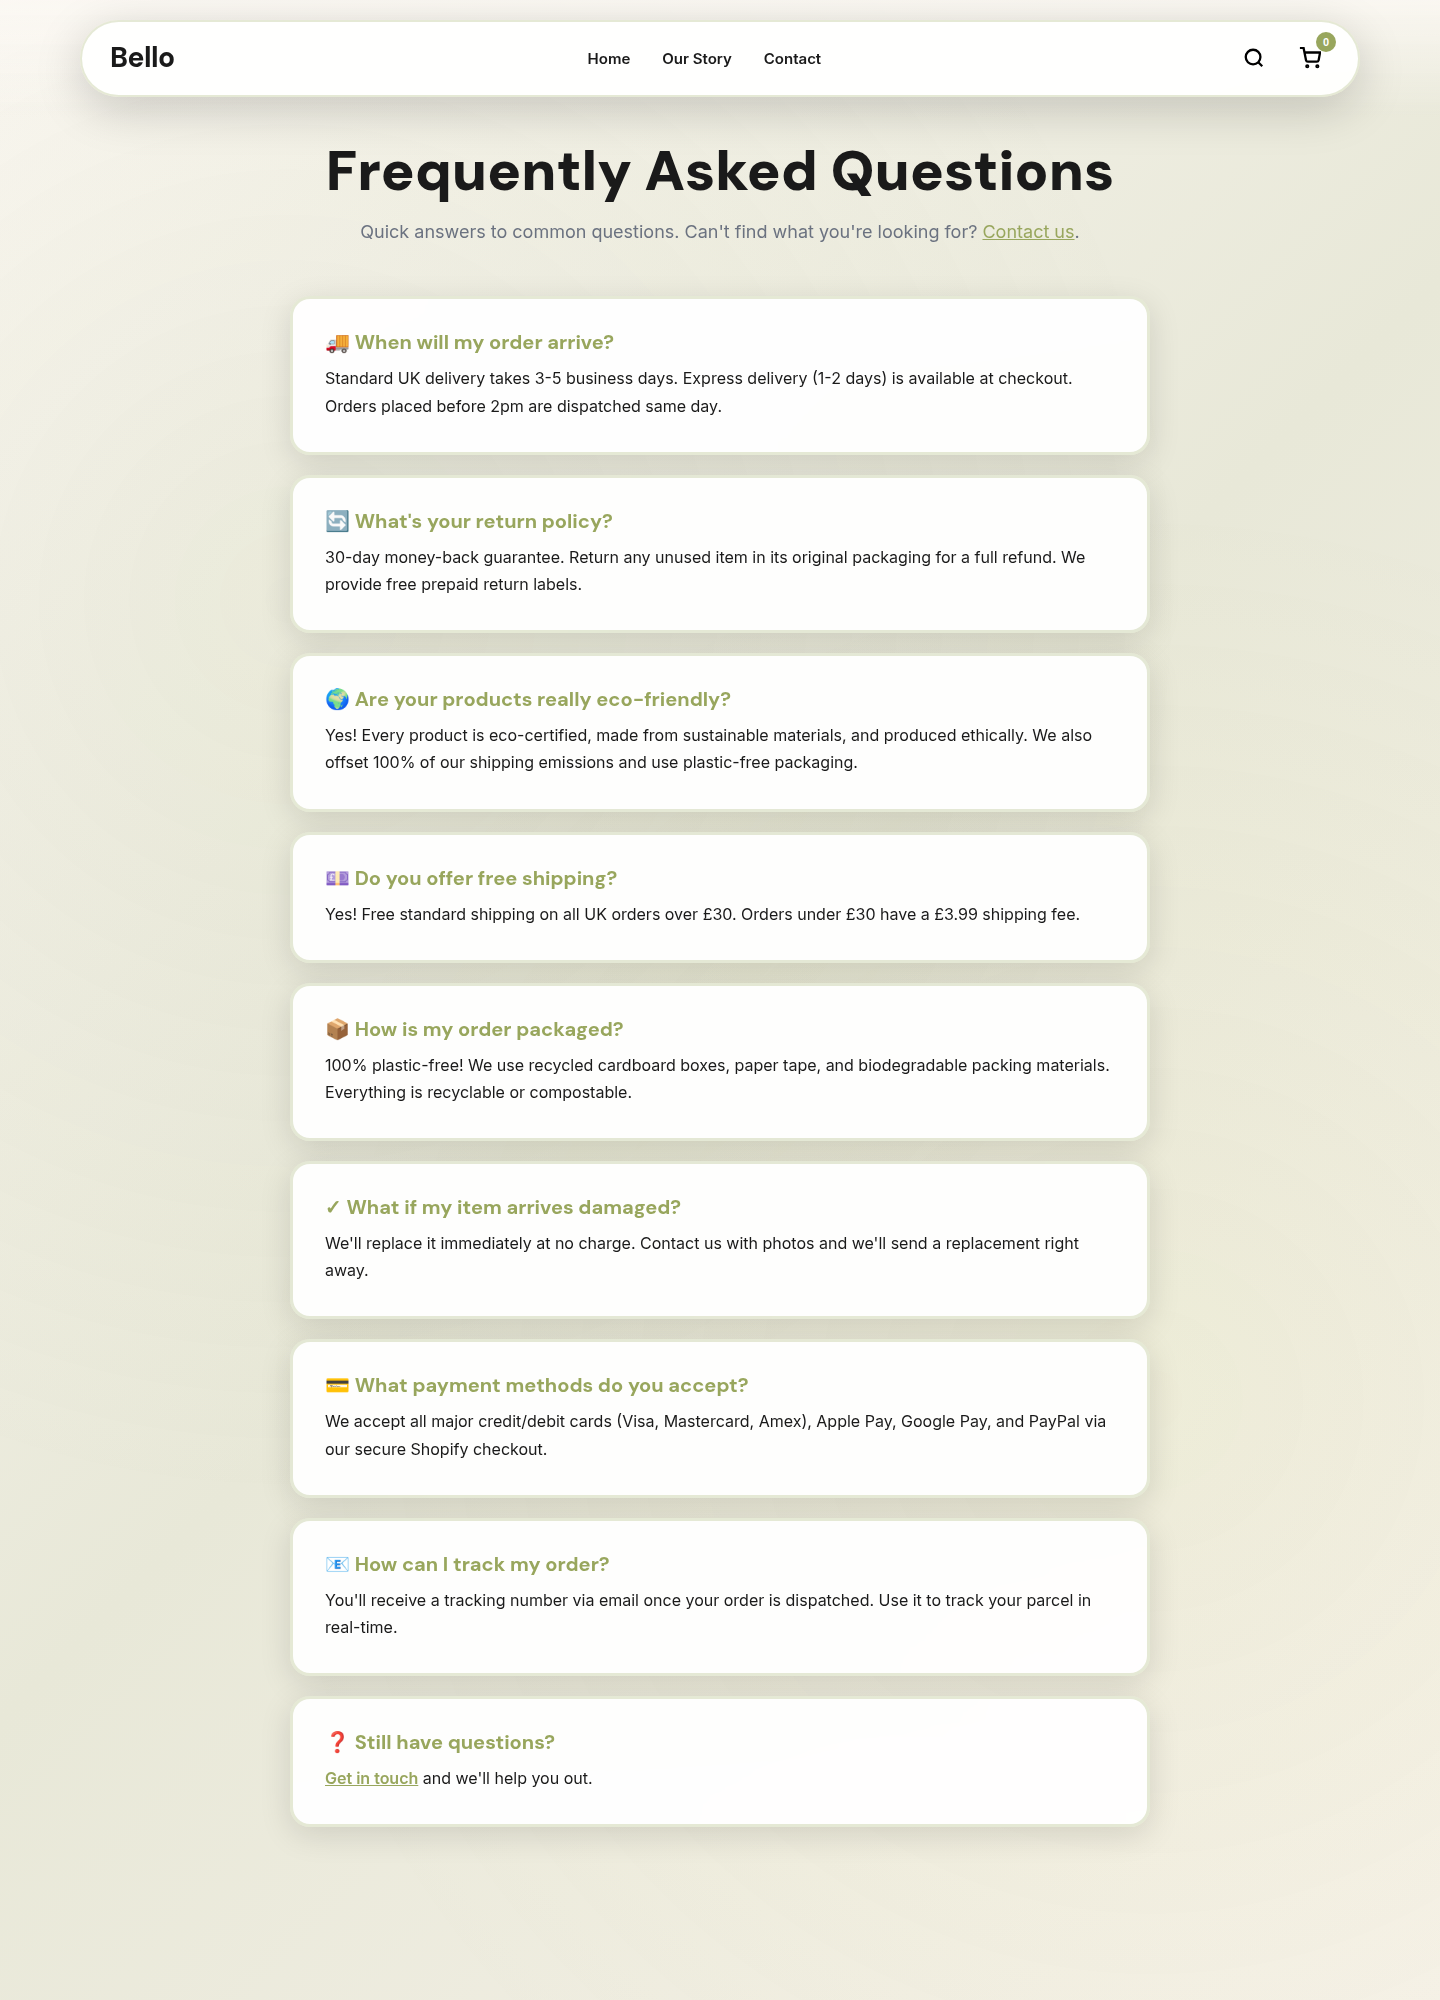 Bello
Home
Our Story
Contact
0
Frequently Asked Questions
Quick answers to common questions. Can't find what you're looking for? Contact us.
🚚 When will my order arrive?
Standard UK delivery takes 3-5 business days. Express delivery (1-2 days) is available at checkout.
Orders placed before 2pm are dispatched same day.
🔄 What's your return policy?
30-day money-back guarantee. Return any unused item in its original packaging for a full refund. We
provide free prepaid return labels.
🌍 Are your products really eco-friendly?
Yes! Every product is eco-certified, made from sustainable materials, and produced ethically. We also
offset 100% of our shipping emissions and use plastic-free packaging.
💷 Do you offer free shipping?
Yes! Free standard shipping on all UK orders over £30. Orders under £30 have a £3.99 shipping fee.
📦 How is my order packaged?
100% plastic-free! We use recycled cardboard boxes, paper tape, and biodegradable packing materials.
Everything is recyclable or compostable.
✓ What if my item arrives damaged?
We'll replace it immediately at no charge. Contact us with photos and we'll send a replacement right
away.
💳 What payment methods do you accept?
We accept all major credit/debit cards (Visa, Mastercard, Amex), Apple Pay, Google Pay, and PayPal via
our secure Shopify checkout.
📧 How can I track my order?
You'll receive a tracking number via email once your order is dispatched. Use it to track your parcel in
real-time.
❓ Still have questions?
Get in touch and we'll help you out.